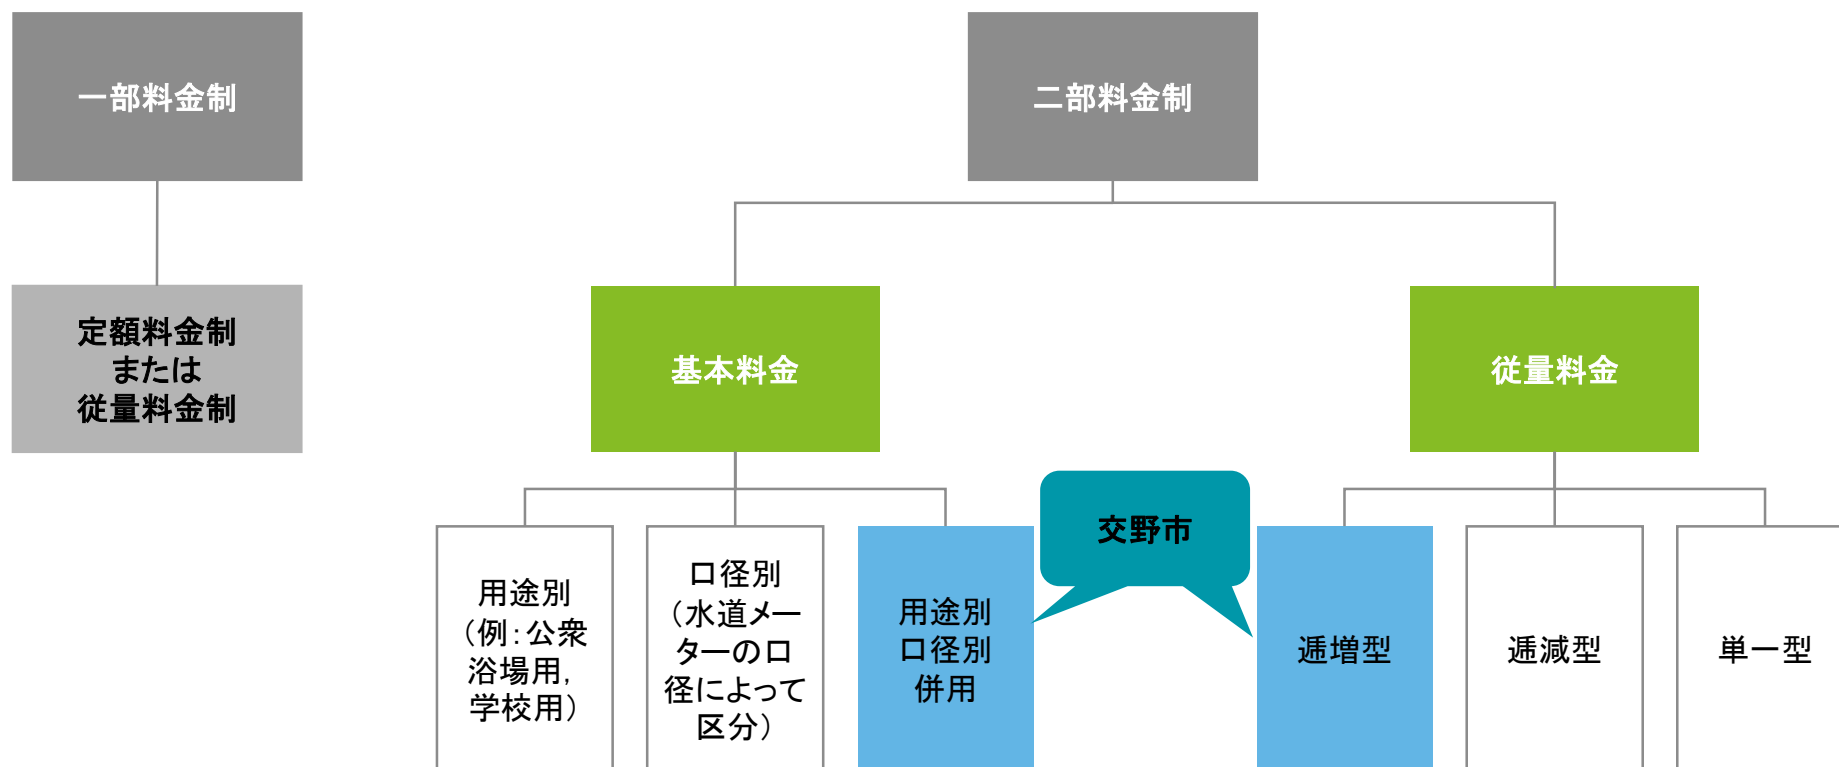 一部料金制
二部料金制
定額料金制
または
従量料金制
基本料金
従量料金
交野市
用途別
（例：公衆
浴場用，
学校用）
口径別
（水道メー
ターの口
径によって
区分）
用途別
口径別
併用
逓増型
逓減型
単一型